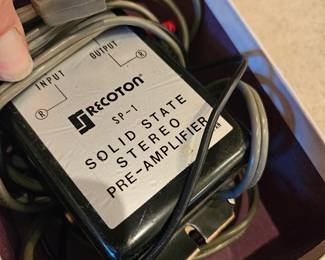 INPUT
OUTPUT
R
R
RECOTON®
SP-1
SOLID STATE
STEREO
PRE-AMPLIFIER